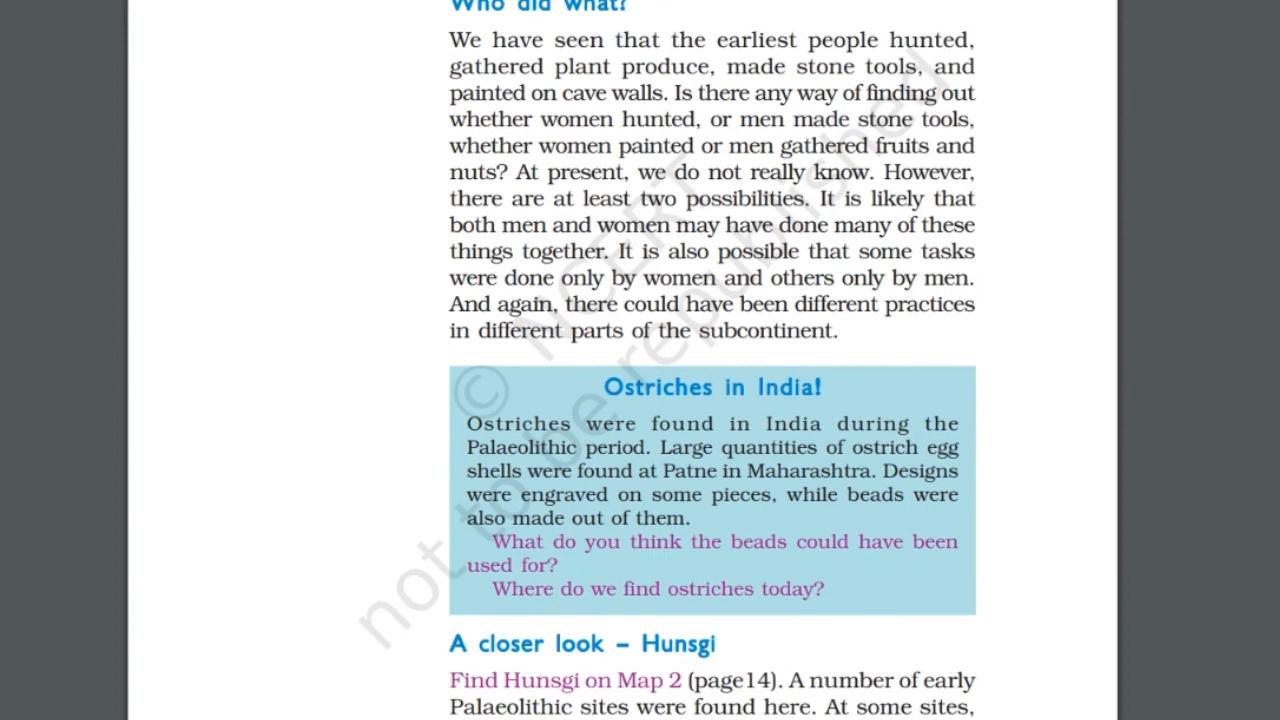 Who did what?
We have seen that the earliest people hunted,
gathered plant produce, made stone tools, and
painted on cave walls. Is there any way of finding out
whether women hunted, or men made stone tools,
whether women painted or men gathered fruits and
nuts? At present, we do not really know. However,
there are at least two possibilities. It is likely that
both men and women may have done many of these
things together. It is also possible that some tasks
were done only by women and others only by men.
And again, there could have been different practices
in different parts of the subcontinent.
Ostriches in India!
Ostriches were found in India during the
Palaeolithic period. Large quantities of ostrich egg
shells were found at Patne in Maharashtra. Designs
were engraved on some pieces, while beads were
also made out of them.
What do you think the beads could have been
used for?
Where do we find ostriches today?
A closer look – Hunsgi
Find Hunsgi on Map 2 (page14). A number of early
Palaeolithic sites were found here. At some sites,
© NCERT
not to be republished